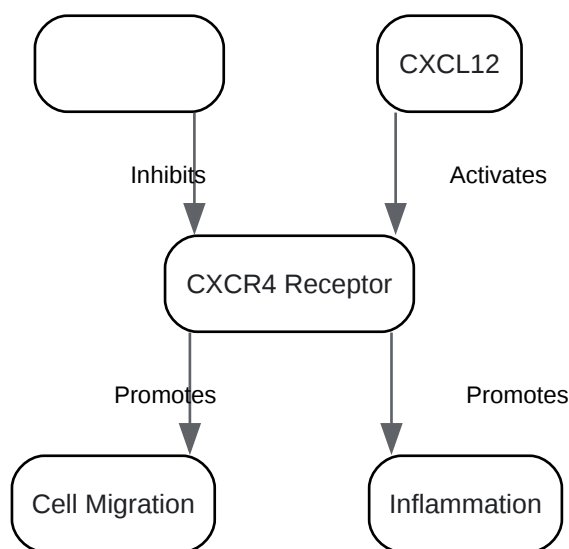 CXCL12
Inhibits
Activates
CXCR4 Receptor
Promotes
Promotes
Cell Migration
Inflammation